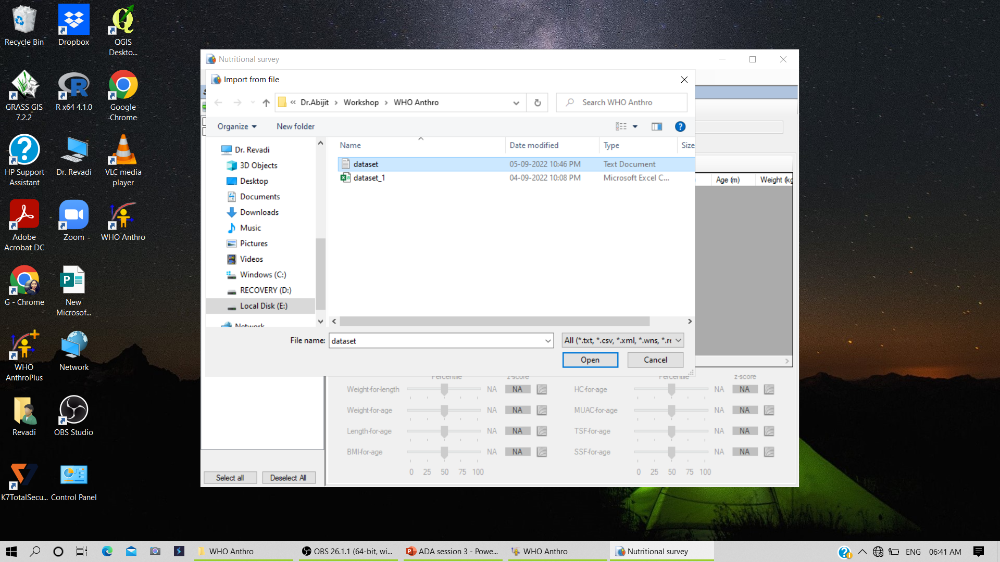 Recycle Bin
Dropbox
QGIS
Deskto...
GRASS GIS
7.2.2
R x64 4.1.0
Google
Chrome
HP Support
Assistant
Dr. Revadi
VLC media
player
Adobe
Acrobat DC
Zoom
WHO Anthro
G - Chrome
New
Microsof...
WHO
AnthroPlus
Network
Revadi
OBS Studio
K7TotalSecu...
Control Panel
Nutritional survey
Import from file
« Dr.Abijit › Workshop › WHO Anthro
Search WHO Anthro
Organize
New folder
Dr. Revadi
3D Objects
Desktop
Documents
Downloads
Music
Pictures
Videos
Windows (C:)
RECOVERY (D:)
Local Disk (E:)
Network
Name Date modified Type Size
dataset 05-09-2022 10:46 PM Text Document
dataset_1 04-09-2022 10:08 PM Microsoft Excel C...
File name: dataset
All (*.txt, *.csv, *.xml, *.wns, *.re
Open
Cancel
Age (m) Weight (kg
Percentile z-score Percentile z-score
Weight-for-length NA NA HC-for-age NA NA
Weight-for-age NA NA MUAC-for-age NA NA
Length-for-age NA NA TSF-for-age NA NA
BMI-for-age NA NA SSF-for-age NA NA
0 25 50 75 100 0 25 50 75 100
Select all
Deselect All
WHO Anthro
OBS 26.1.1 (64-bit, wi...
ADA session 3 - Powe...
WHO Anthro
Nutritional survey
ENG
06:41 AM